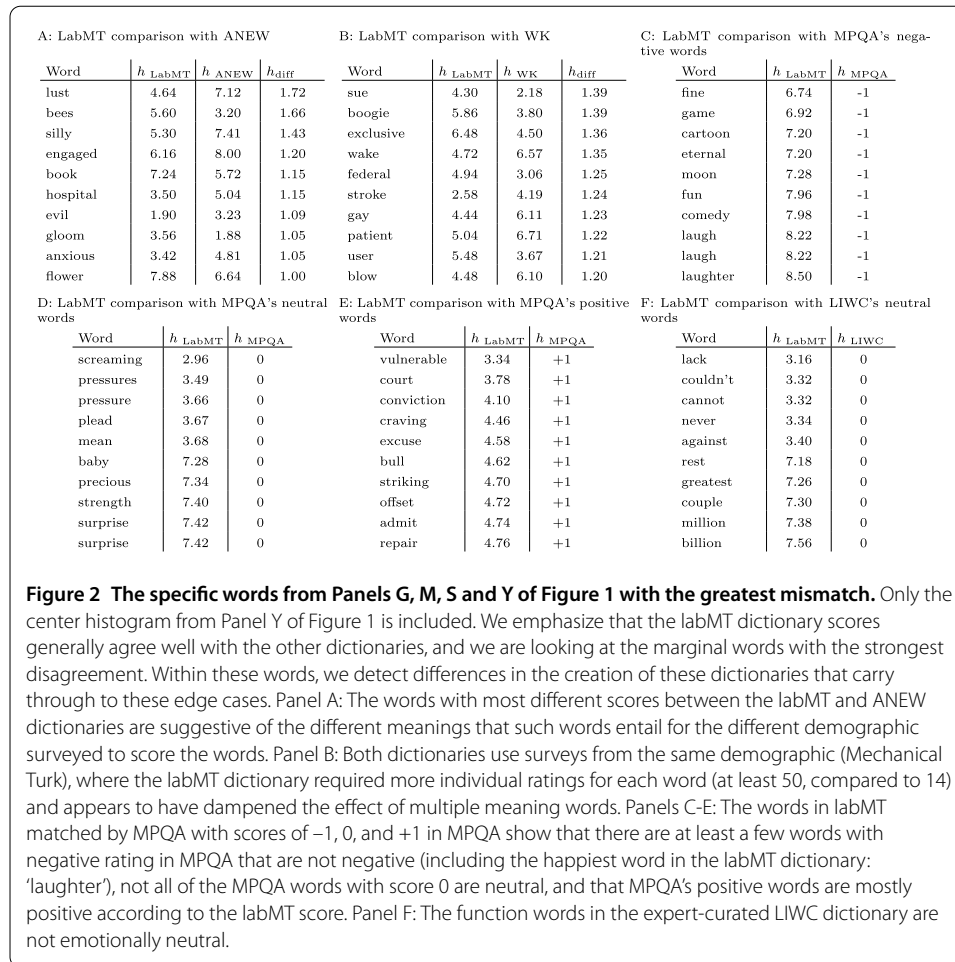 A: LabMT comparison with ANEW
Word h LabMT h ANEW hdiff
lust 4.64 7.12 1.72
bees 5.60 3.20 1.66
silly 5.30 7.41 1.43
engaged 6.16 8.00 1.20
book 7.24 5.72 1.15
hospital 3.50 5.04 1.15
evil 1.90 3.23 1.09
gloom 3.56 1.88 1.05
anxious 3.42 4.81 1.05
flower 7.88 6.64 1.00
B: LabMT comparison with WK
Word h LabMT h WK hdiff
sue 4.30 2.18 1.39
boogie 5.86 3.80 1.39
exclusive 6.48 4.50 1.36
wake 4.72 6.57 1.35
federal 4.94 3.06 1.25
stroke 2.58 4.19 1.24
gay 4.44 6.11 1.23
patient 5.04 6.71 1.22
user 5.48 3.67 1.21
blow 4.48 6.10 1.20
C: LabMT comparison with MPQA's nega-
tive words
Word h LabMT h MPQA
fine 6.74 -1
game 6.92 -1
cartoon 7.20 -1
eternal 7.20 -1
moon 7.28 -1
fun 7.96 -1
comedy 7.98 -1
laugh 8.22 -1
laugh 8.22 -1
laughter 8.50 -1
D: LabMT comparison with MPQA's neutral
words
Word h LabMT h MPQA
screaming 2.96 0
pressures 3.49 0
pressure 3.66 0
plead 3.67 0
mean 3.68 0
baby 7.28 0
precious 7.34 0
strength 7.40 0
surprise 7.42 0
surprise 7.42 0
E: LabMT comparison with MPQA's positive
words
Word h LabMT h MPQA
vulnerable 3.34 +1
court 3.78 +1
conviction 4.10 +1
craving 4.46 +1
excuse 4.58 +1
bull 4.62 +1
striking 4.70 +1
offset 4.72 +1
admit 4.74 +1
repair 4.76 +1
F: LabMT comparison with LIWC's neutral
words
Word h LabMT h LIWC
lack 3.16 0
couldn't 3.32 0
cannot 3.32 0
never 3.34 0
against 3.40 0
rest 7.18 0
greatest 7.26 0
couple 7.30 0
million 7.38 0
billion 7.56 0
Figure 2 The specific words from Panels G, M, S and Y of Figure 1 with the greatest mismatch. Only the
center histogram from Panel Y of Figure 1 is included. We emphasize that the labMT dictionary scores
generally agree well with the other dictionaries, and we are looking at the marginal words with the strongest
disagreement. Within these words, we detect differences in the creation of these dictionaries that carry
through to these edge cases. Panel A: The words with most different scores between the labMT and ANEW
dictionaries are suggestive of the different meanings that such words entail for the different demographic
surveyed to score the words. Panel B: Both dictionaries use surveys from the same demographic (Mechanical
Turk), where the labMT dictionary required more individual ratings for each word (at least 50, compared to 14)
and appears to have dampened the effect of multiple meaning words. Panels C-E: The words in labMT
matched by MPQA with scores of –1, 0, and +1 in MPQA show that there are at least a few words with
negative rating in MPQA that are not negative (including the happiest word in the labMT dictionary:
'laughter'), not all of the MPQA words with score 0 are neutral, and that MPQA's positive words are mostly
positive according to the labMT score. Panel F: The function words in the expert-curated LIWC dictionary are
not emotionally neutral.